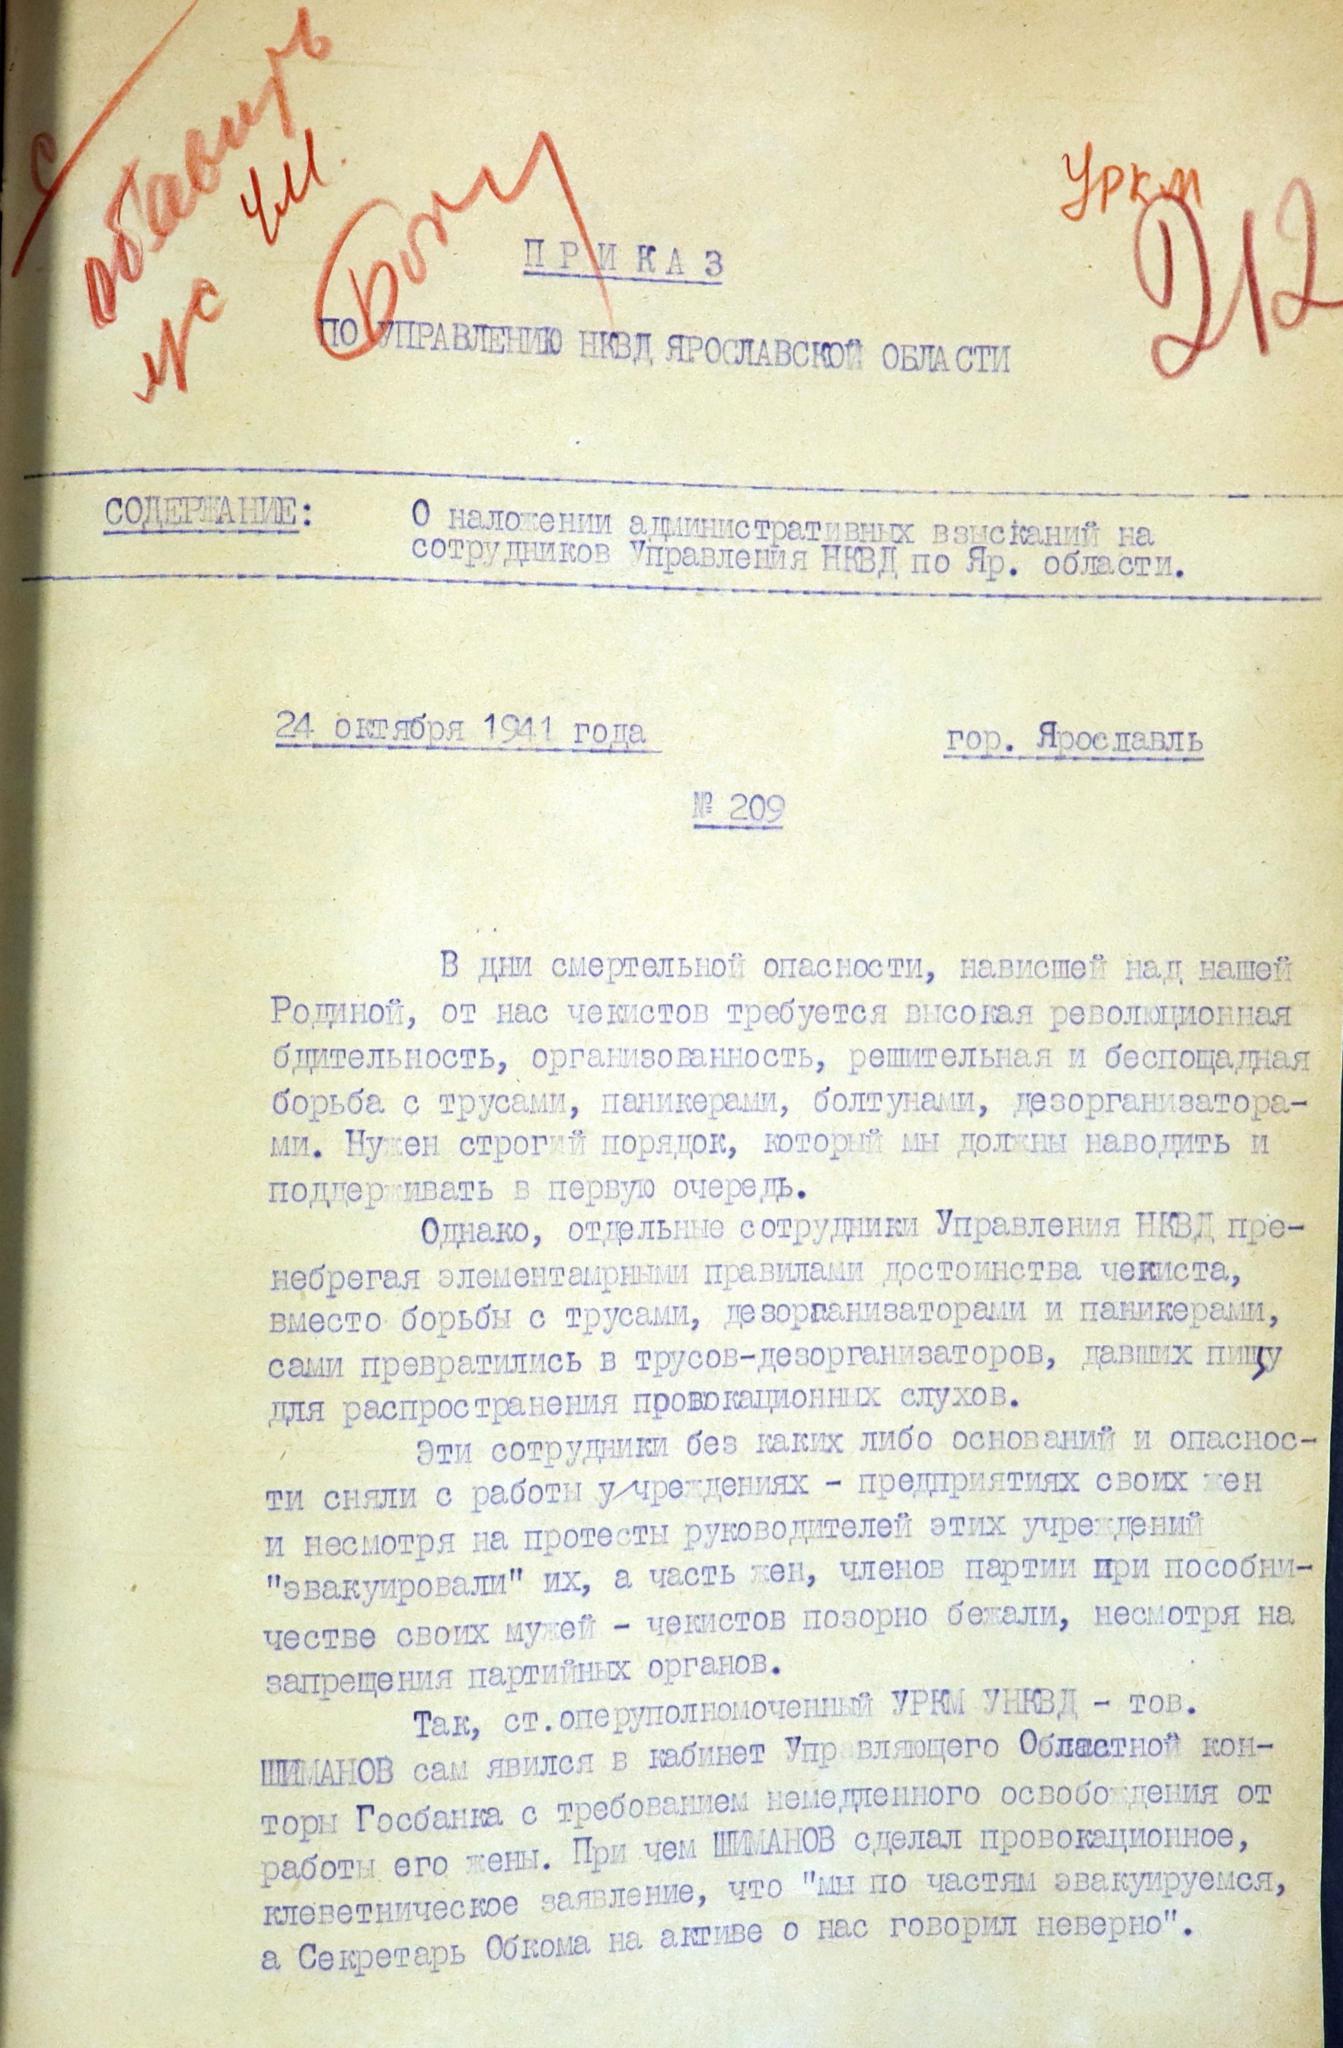 УРКМ
212
ПРИКАЗ
ПО УПРАВЛЕНИЮ НКВД ЯРОСЛАВСКОЙ ОБЛАСТИ
СОДЕРЖАНИЕ: О наложении административных взысканий на
сотрудников Управления НКВД по Яр. области.
24 октября 1941 года гор. Ярославль
№ 209
В дни смертельной опасности, нависшей над нашей
Родиной, от нас чекистов требуется высокая революционная
бдительность, организованность, решительная и беспощадная
борьба с трусами, паникерами, болтунами, дезорганизатора-
ми. Нужен строгий порядок, который мы должны наводить и
поддерживать в первую очередь.
Однако, отдельные сотрудники Управления НКВД пре-
небрегая элементамрными правилами достоинства чекиста,
вместо борьбы с трусами, дезорганизаторами и паникерами,
сами превратились в трусов-дезорганизаторов, давших пищу
для распространения провокационных слухов.
Эти сотрудники без каких либо оснований и опаснос-
ти сняли с работы учреждениях - предприятиях своих жен
и несмотря на протесты руководителей этих учреждений
"эвакуировали" их, а часть жен, членов партии при пособни-
честве своих мужей - чекистов позорно бежали, несмотря на
запрещения партийных органов.
Так, ст.оперуполномоченный УРКМ УНКВД - тов.
ШИМАНОВ сам явился в кабинет Управляющего Областной кон-
торы Госбанка с требованием немедленного освобождения от
работы его жены. При чем ШИМАНОВ сделал провокационное,
клеветническое заявление, что "мы по частям эвакуируемся,
а Секретарь Обкома на активе о нас говорил неверно".